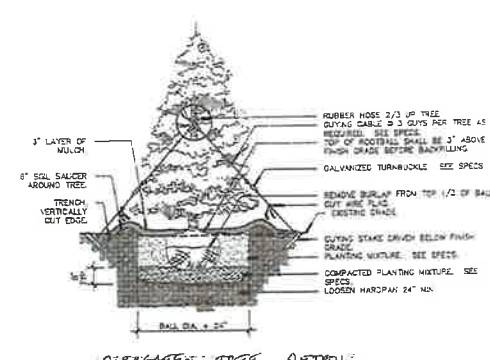 RUBBER HOSE 2/3 UP TREE
GUYING CABLE @ 3 GUYS PER TREE AS
REQUIRED. SEE SPECS.
TOP OF ROOTBALL SHALL BE 3" ABOVE
FINISH GRADE BEFORE BACKFILLING
GALVANIZED TURNBUCKLE SEE SPECS
REMOVE BURLAP FROM TOP 1/2 OF BALL
GUY WIRE FLAG
EXISTING GRADE
GUYING STAKE DRIVEN BELOW FINISH
GRADE.
PLANTING MIXTURE. SEE SPECS.
COMPACTED PLANTING MIXTURE. SEE
SPECS.
LOOSEN HARDPAN 24" MIN
3" LAYER OF
MULCH
6" SOIL SAUCER
AROUND TREE.
TRENCH,
VERTICALLY
CUT EDGE.
BALL DIA. + 24"
TREE DETAIL